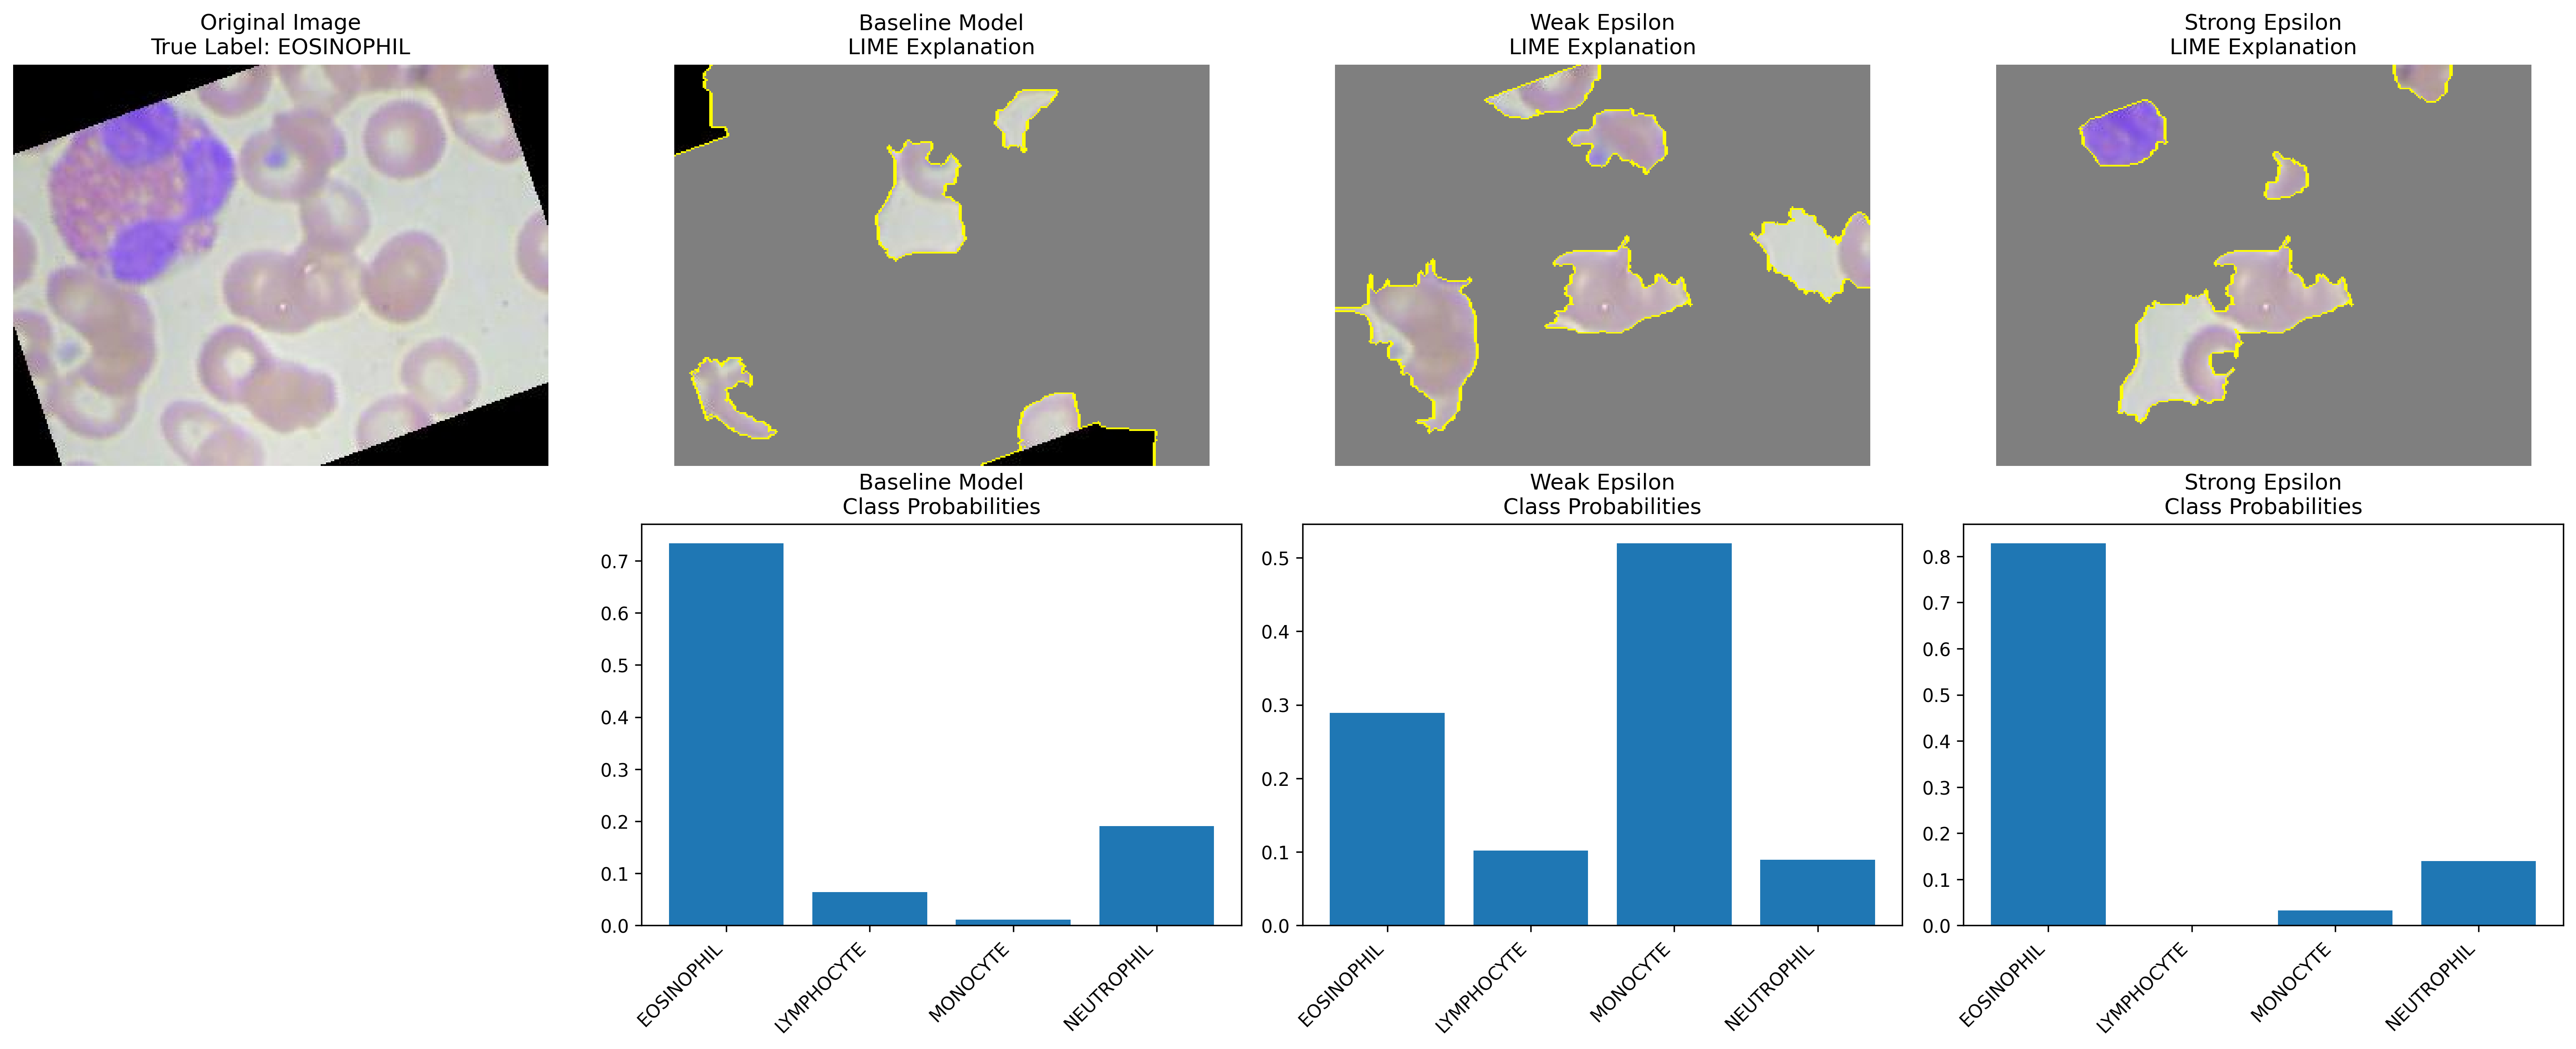 Original Image
True Label: EOSINOPHIL
Baseline Model
LIME Explanation
Weak Epsilon
LIME Explanation
Strong Epsilon
LIME Explanation
Baseline Model
Class Probabilities
0.7
0.6
0.5
0.4
0.3
0.2
0.1
0.0
EOSINOPHIL
LYMPHOCYTE
MONOCYTE
NEUTROPHIL
Weak Epsilon
Class Probabilities
0.5
0.4
0.3
0.2
0.1
0.0
EOSINOPHIL
LYMPHOCYTE
MONOCYTE
NEUTROPHIL
Strong Epsilon
Class Probabilities
0.8
0.7
0.6
0.5
0.4
0.3
0.2
0.1
0.0
EOSINOPHIL
LYMPHOCYTE
MONOCYTE
NEUTROPHIL